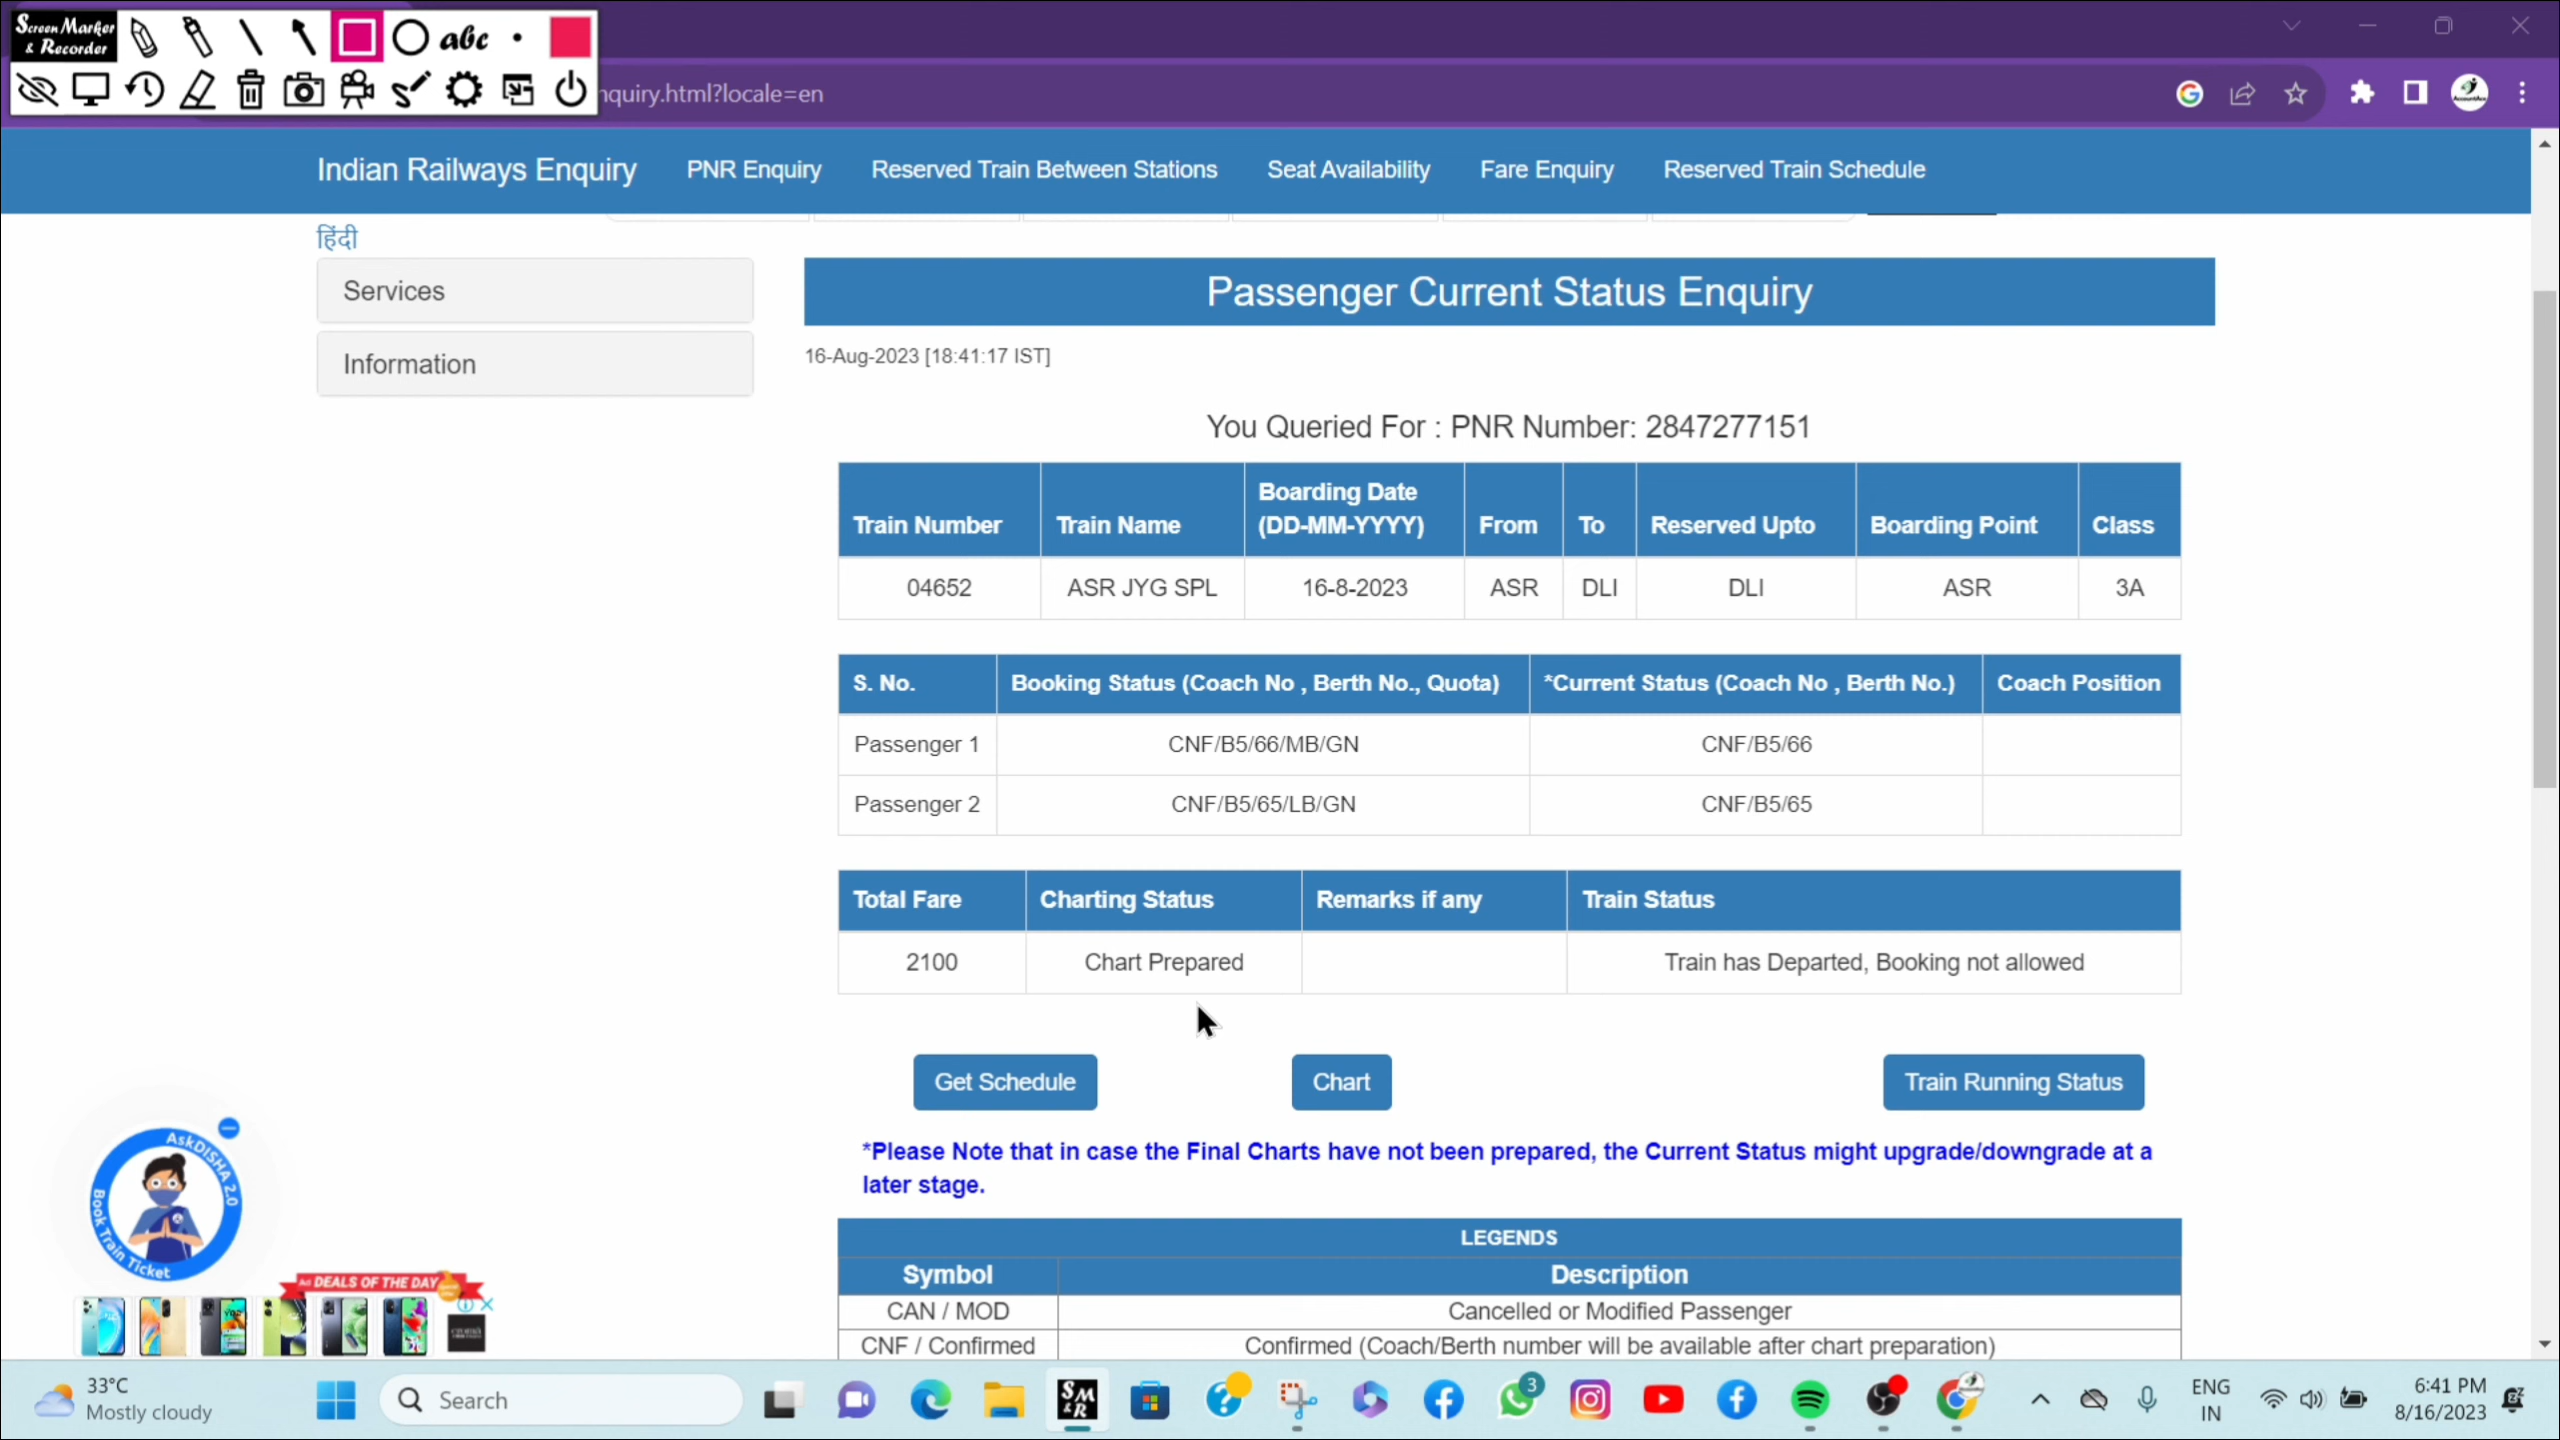 Screen Marker
& Recorder
abc
nquiry.html?locale=en
Indian Railways Enquiry PNR Enquiry Reserved Train Between Stations Seat Availability Fare Enquiry Reserved Train Schedule
हिंदी
Services
Information
Passenger Current Status Enquiry
16-Aug-2023 [18:41:17 IST]
You Queried For : PNR Number: 2847277151
Train Number Train Name Boarding Date (DD-MM-YYYY) From To Reserved Upto Boarding Point Class
04652 ASR JYG SPL 16-8-2023 ASR DLI DLI ASR 3A
S. No. Booking Status (Coach No , Berth No., Quota) *Current Status (Coach No , Berth No.) Coach Position
Passenger 1 CNF/B5/66/MB/GN CNF/B5/66
Passenger 2 CNF/B5/65/LB/GN CNF/B5/65
Total Fare Charting Status Remarks if any Train Status
2100 Chart Prepared Train has Departed, Booking not allowed
Get Schedule Chart Train Running Status
*Please Note that in case the Final Charts have not been prepared, the Current Status might upgrade/downgrade at a
later stage.
LEGENDS
Symbol Description
CAN / MOD Cancelled or Modified Passenger
CNF / Confirmed Confirmed (Coach/Berth number will be available after chart preparation)
AskDISHA 2.0
Book Train Ticket
DEALS OF THE DAY
33°C
Mostly cloudy
Search
SM
&R
3
ENG
IN
6:41 PM
8/16/2023